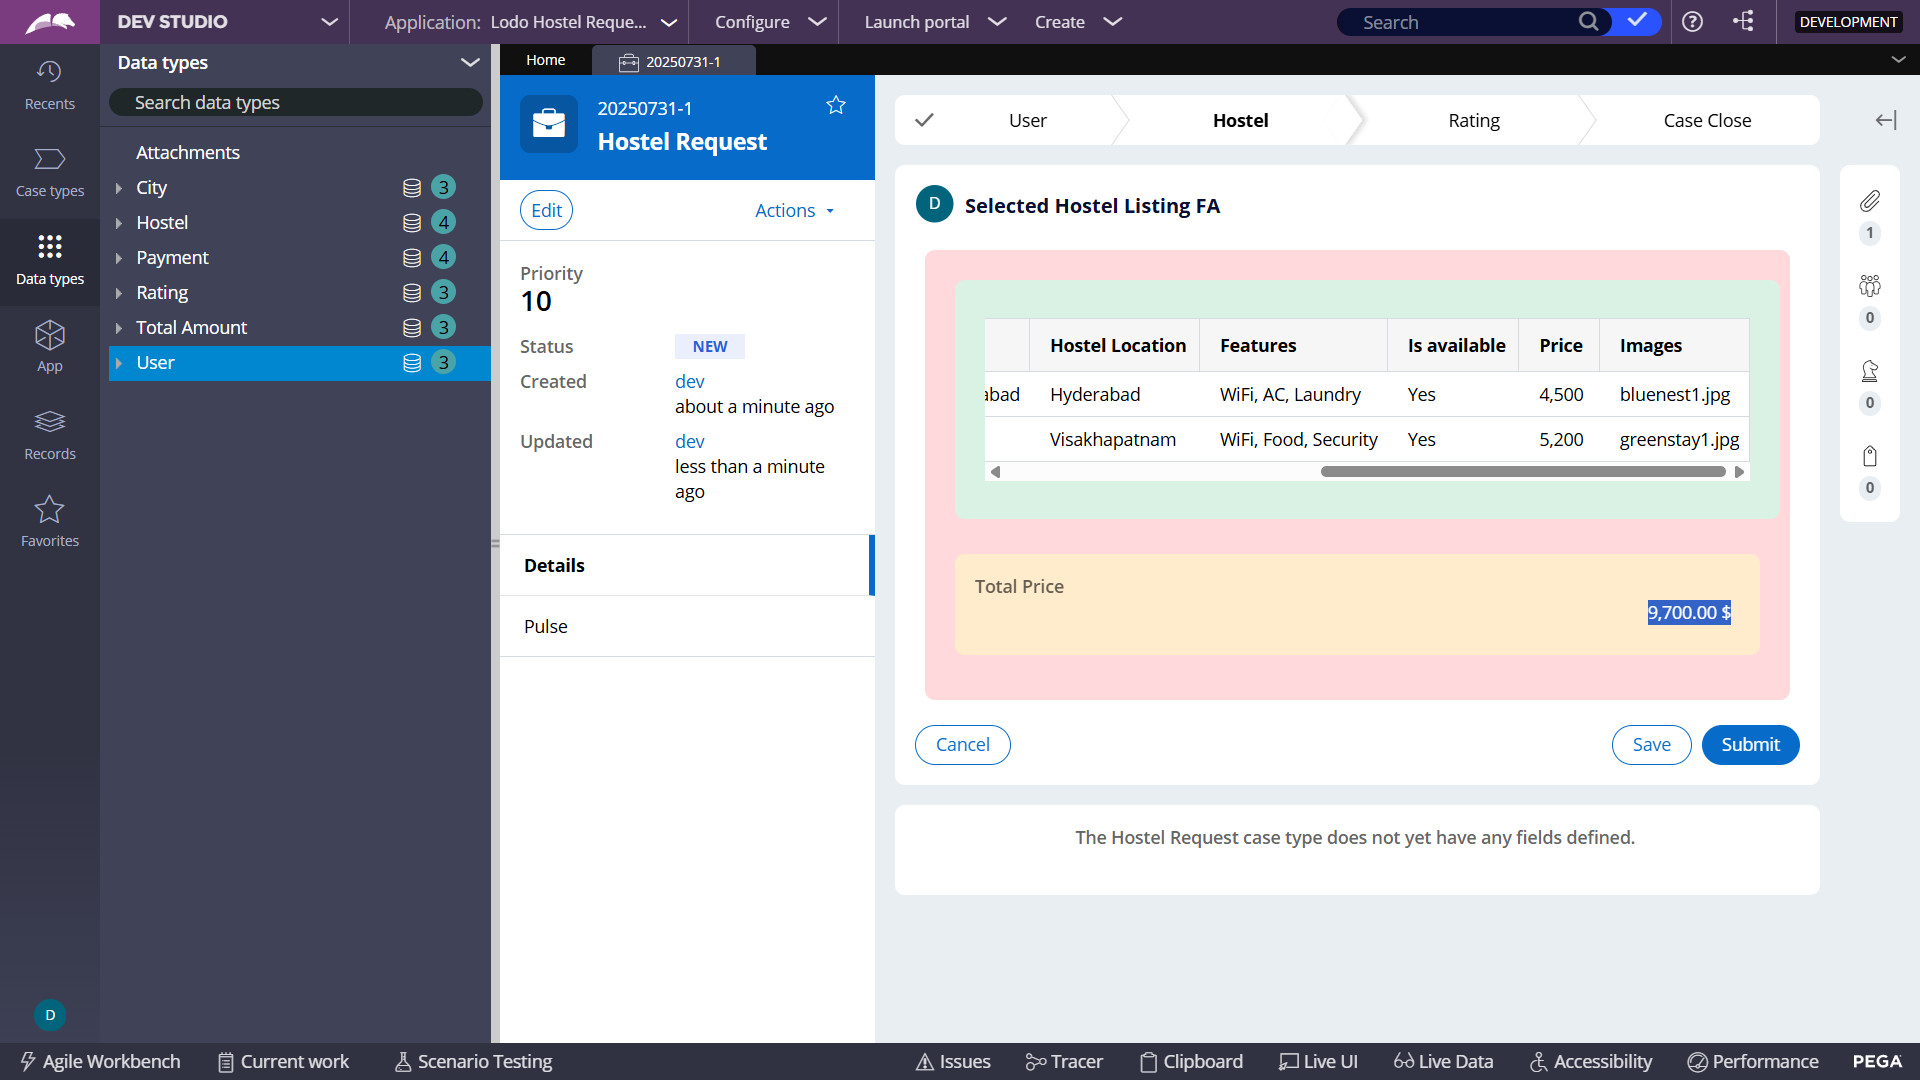 DEV STUDIO
Application: Lodo Hostel Reque...
Configure
Launch portal
Create
Search
DEVELOPMENT
Recents
Case types
Data types
App
Records
Favorites
D
Data types
Search data types
Attachments
City 3
Hostel 4
Payment 4
Rating 3
Total Amount 3
User 3
Home
20250731-1
20250731-1
Hostel Request
Edit
Actions
Priority
10
Status NEW
Created dev
about a minute ago
Updated dev
less than a minute
ago
Details
Pulse
User
Hostel
Rating
Case Close
D
Selected Hostel Listing FA
Hostel Location Features Is available Price Images
abad Hyderabad WiFi, AC, Laundry Yes 4,500 bluenest1.jpg
Visakhapatnam WiFi, Food, Security Yes 5,200 greenstay1.jpg
Total Price
9,700.00 $
Cancel
Save
Submit
The Hostel Request case type does not yet have any fields defined.
1
0
0
0
Agile Workbench
Current work
Scenario Testing
Issues
Tracer
Clipboard
Live UI
Live Data
Accessibility
Performance
PEGA